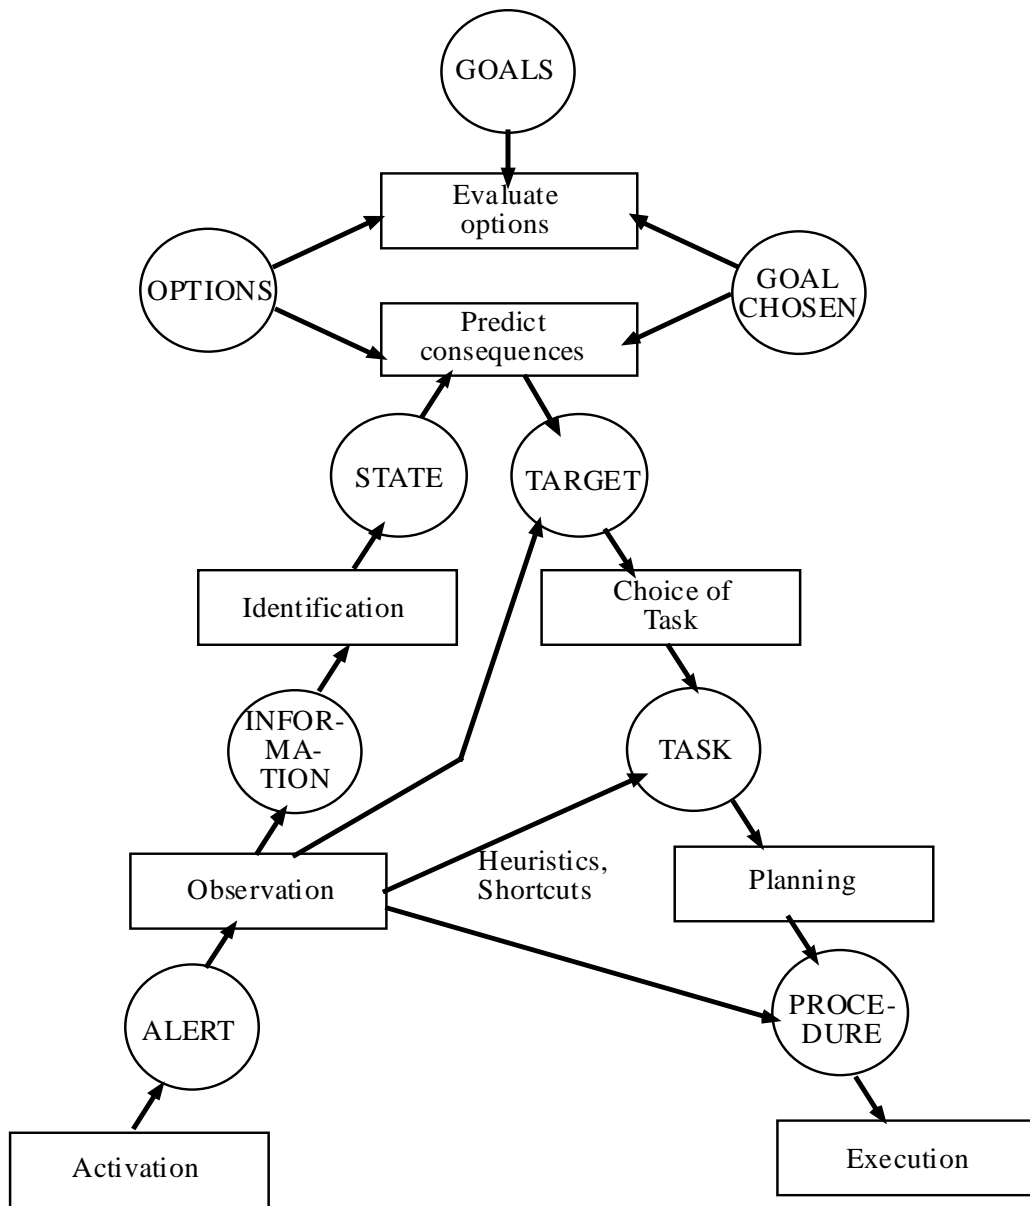 GOALS
Evaluate
options
OPTIONS
GOAL
CHOSEN
Predict
consequences
STATE
TARGET
Identification
Choice of
Task
INFOR-
MA-
TION
TASK
Heuristics,
Shortcuts
Observation
Planning
ALERT
PROCE-
DURE
Activation
Execution